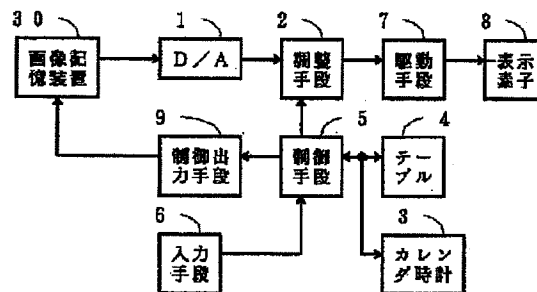 30
1
2
7
8
画像記
憶装置
D/A
調整
手段
駆動
手段
表示
素子
9
5
4
制御出
力手段
制御
手段
テー
ブル
6
3
入力
手段
カレン
ダ時計